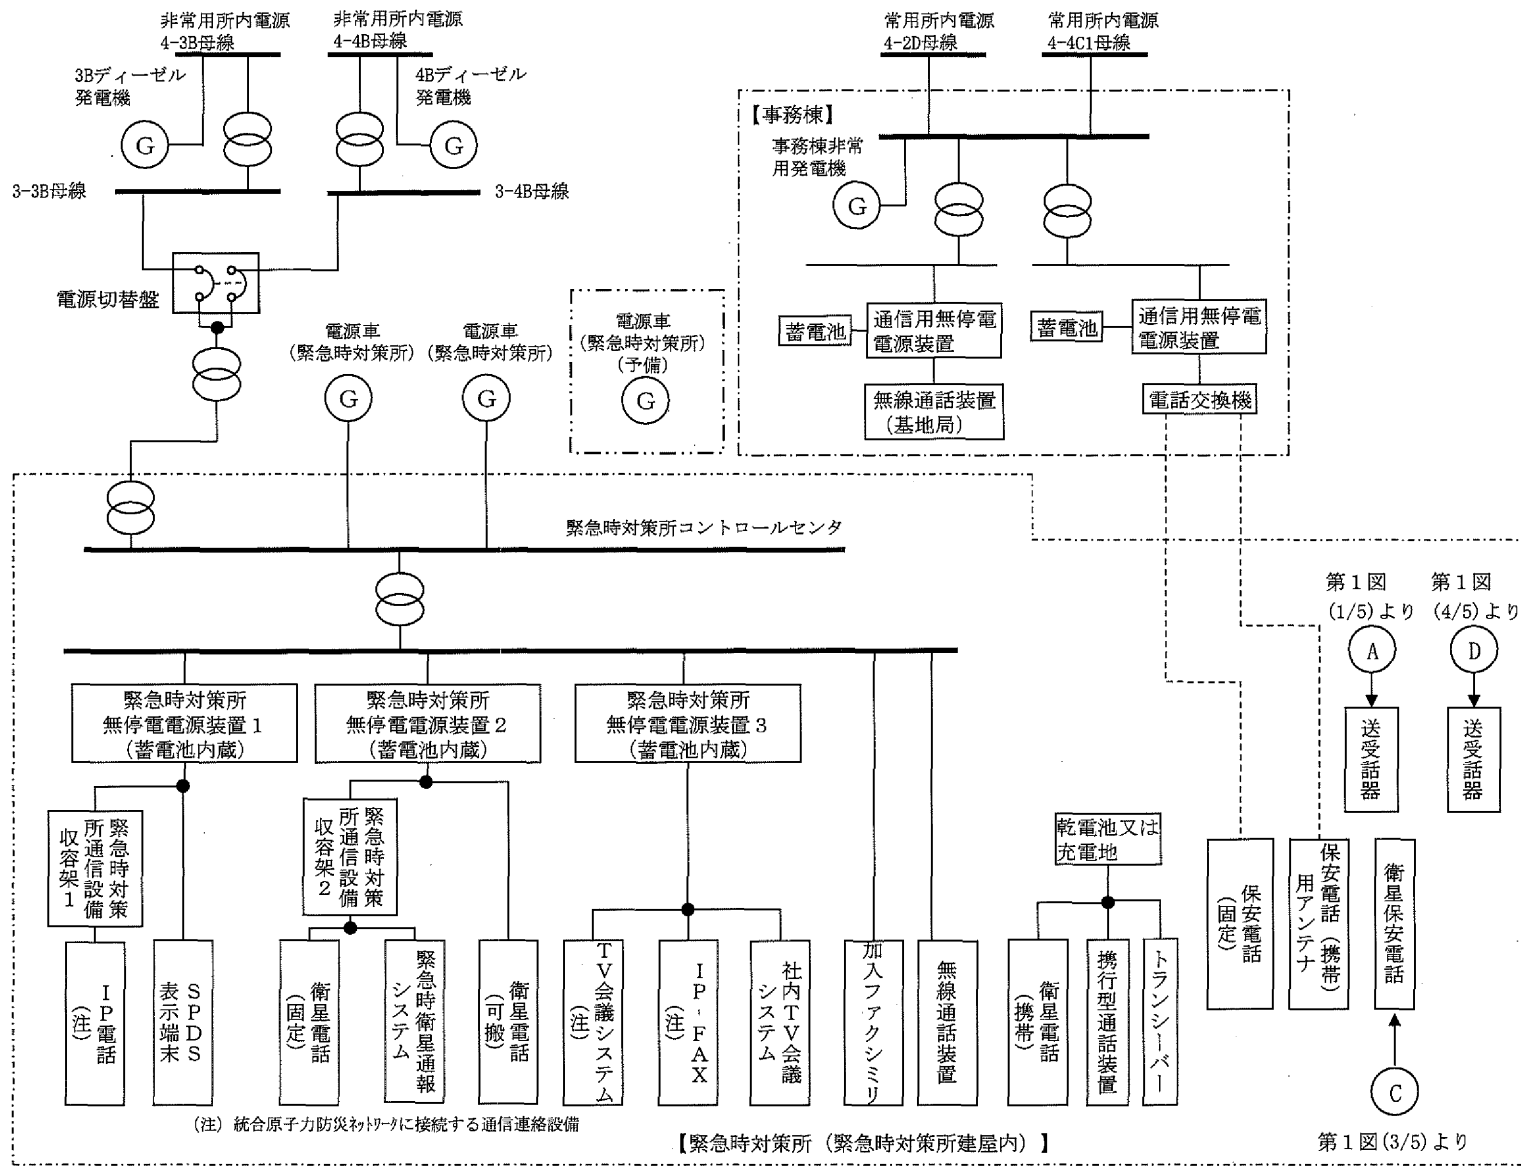 非常用所内電源
4-3B母線
非常用所内電源
4-4B母線
3Bディーゼル
発電機
G
4Bディーゼル
発電機
G
3-3B母線
3-4B母線
電源切替盤
電源車
(緊急時対策所)
G
電源車
(緊急時対策所)
G
電源車
(緊急時対策所)
(予備)
G
常用所内電源
4-2D母線
常用所内電源
4-4C1母線
【事務棟】
事務棟非常
用発電機
G
蓄電池
通信用無停電
電源装置
無線通話装置
(基地局)
蓄電池
通信用無停電
電源装置
電話交換機
緊急時対策所コントロールセンタ
緊急時対策所
無停電電源装置1
(蓄電池内蔵)
緊急時対策所
無停電電源装置2
(蓄電池内蔵)
緊急時対策所
無停電電源装置3
(蓄電池内蔵)
緊急時対策
所通信設備
収容架1
緊急時対策
所通信設備
収容架2
乾電池又は
充電地
第1図
(1/5)より
A
送受話器
第1図
(4/5)より
D
送受話器
IP電話
(注)
SPDS
表示端末
衛星電話
(固定)
緊急時衛星通報
システム
衛星電話
(可搬)
TV会議システム
(注)
IP-FAX
(注)
社内TV会議
システム
加入ファクシミリ
無線通話装置
衛星電話
(携帯)
携行型通話装置
トランシーバー
保安電話
(固定)
保安電話(携帯)
用アンテナ
衛星保安電話
C
第1図(3/5)より
(注) 統合原子力防災ネットワークに接続する通信連絡設備
【緊急時対策所(緊急時対策所建屋内)】